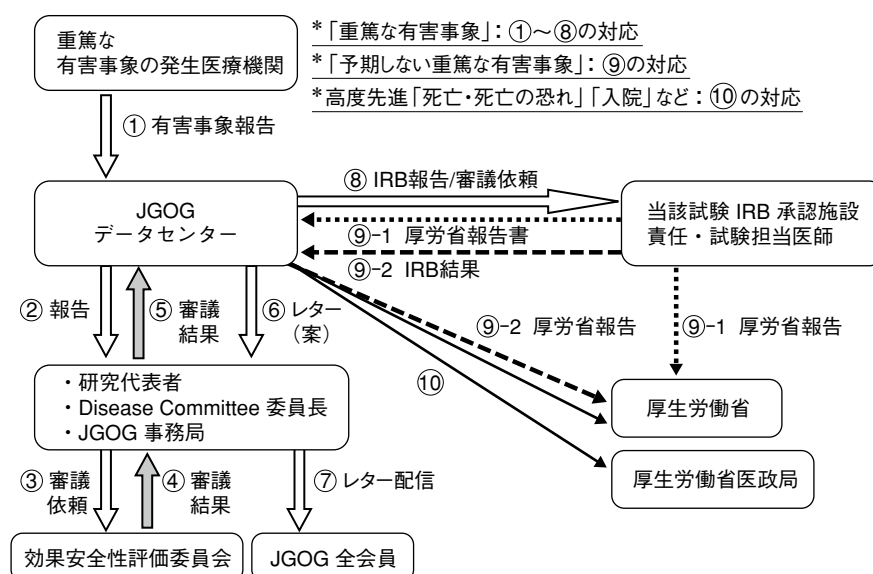 重篤な
有害事象の発生医療機関
*「重篤な有害事象」：①～⑧の対応
*「予期しない重篤な有害事象」：⑨の対応
*高度先進「死亡・死亡の恐れ」「入院」など：⑩の対応
① 有害事象報告
JGOG
データセンター
⑧ IRB報告/審議依頼
当該試験 IRB 承認施設
責任・試験担当医師
⑨-1 厚労省報告書
⑨-2 IRB結果
② 報告
⑤ 審議
結果
⑥ レター
（案）
⑨-2 厚労省報告
⑨-1 厚労省報告
⑩
・研究代表者
・Disease Committee 委員長
・JGOG 事務局
厚生労働省
厚生労働省医政局
③ 審議
依頼
④ 審議
結果
⑦ レター配信
効果安全性評価委員会
JGOG 全会員